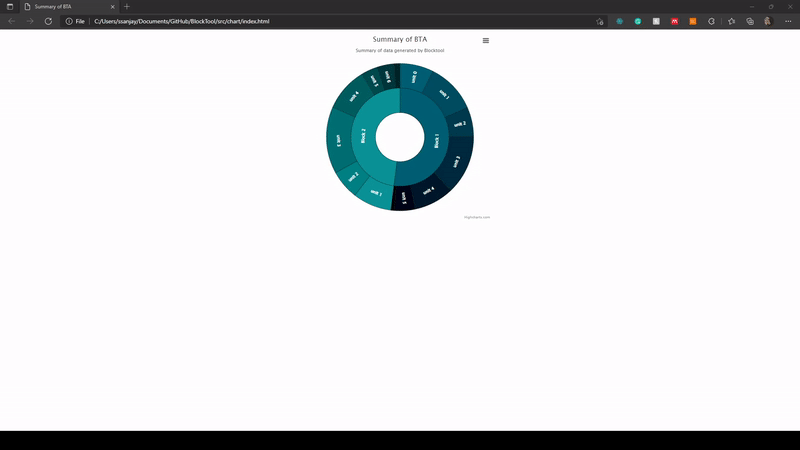 Summary of BTA
File
C:/Users/ssanjay/Documents/GitHub/BlockTool/src/chart/index.html
Summary of BTA
Summary of data generated by Blocktool
unit 0
unit 1
unit 2
unit 3
unit 4
unit 5
unit 1
unit 2
unit 3
unit 4
unit 5
unit 6
Block 1
Block 2
Highcharts.com